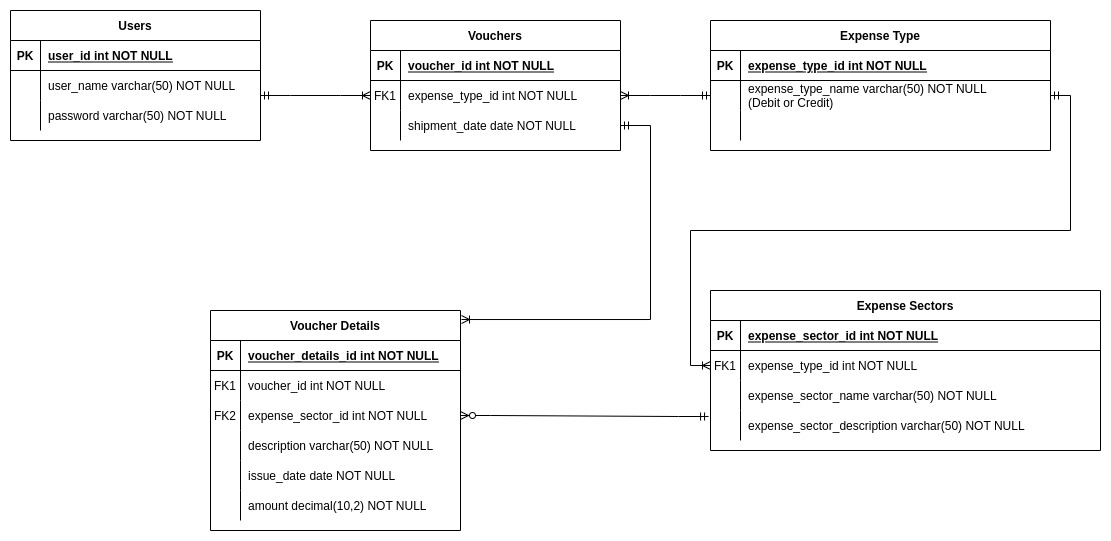 Users
PK user_id int NOT NULL
user_name varchar(50) NOT NULL
password varchar(50) NOT NULL
Vouchers
PK voucher_id int NOT NULL
FK1 expense_type_id int NOT NULL
shipment_date date NOT NULL
Expense Type
PK expense_type_id int NOT NULL
expense_type_name varchar(50) NOT NULL
(Debit or Credit)
Voucher Details
PK voucher_details_id int NOT NULL
FK1 voucher_id int NOT NULL
FK2 expense_sector_id int NOT NULL
description varchar(50) NOT NULL
issue_date date NOT NULL
amount decimal(10,2) NOT NULL
Expense Sectors
PK expense_sector_id int NOT NULL
FK1 expense_type_id int NOT NULL
expense_sector_name varchar(50) NOT NULL
expense_sector_description varchar(50) NOT NULL